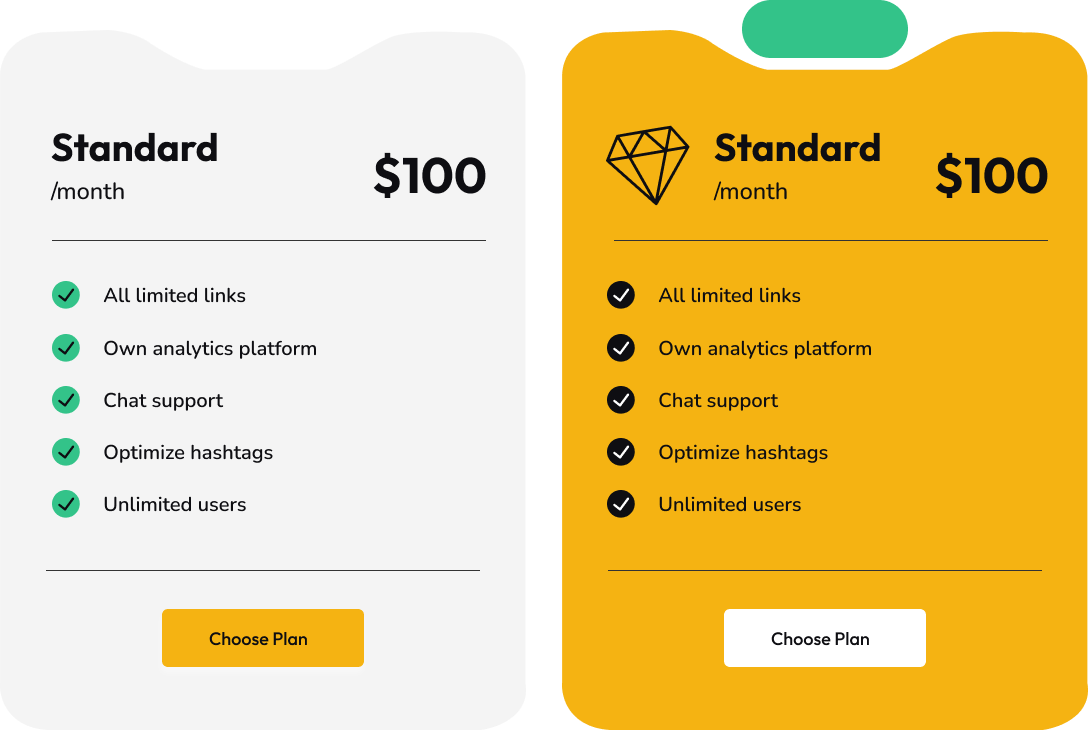 Standard
/month
$100
All limited links
Own analytics platform
Chat support
Optimize hashtags
Unlimited users
Choose Plan
Standard
/month
$100
All limited links
Own analytics platform
Chat support
Optimize hashtags
Unlimited users
Choose Plan